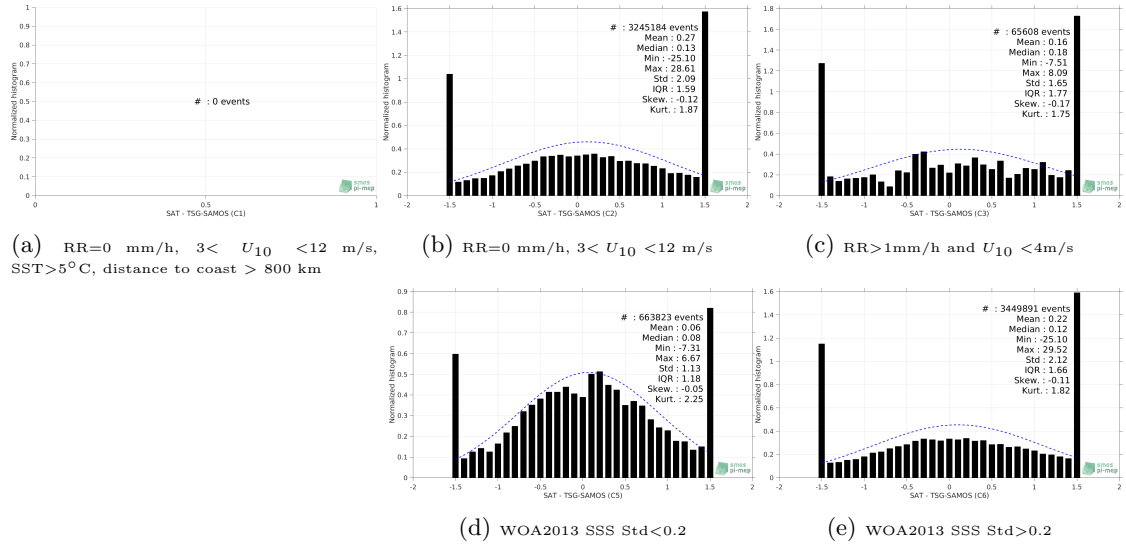 1
0.9
0.8
0.7
0.6
0.5
0.4
0.3
0.2
0.1
0
Normalized histogram
# : 0 events
smos
pi-mep
0 0.5 1
SAT - TSG-SAMOS (C1)
(a) RR=0 mm/h, 3< U10 <12 m/s,
SST>5°C, distance to coast > 800 km
1.6
1.4
1.2
1
0.8
0.6
0.4
0.2
0
Normalized histogram
# : 3245184 events
Mean : 0.27
Median : 0.13
Min : -25.10
Max : 28.61
Std : 2.09
IQR : 1.59
Skew. : -0.12
Kurt. : 1.87
smos
pi-mep
-2 -1.5 -1 -0.5 0 0.5 1 1.5 2
SAT - TSG-SAMOS (C2)
(b) RR=0 mm/h, 3< U10 <12 m/s
1.8
1.6
1.4
1.2
1
0.8
0.6
0.4
0.2
0
Normalized histogram
# : 65608 events
Mean : 0.16
Median : 0.18
Min : -7.51
Max : 8.09
Std : 1.65
IQR : 1.77
Skew. : -0.17
Kurt. : 1.75
smos
pi-mep
-2 -1.5 -1 -0.5 0 0.5 1 1.5 2
SAT - TSG-SAMOS (C3)
(c) RR>1mm/h and U10 <4m/s
0.9
0.8
0.7
0.6
0.5
0.4
0.3
0.2
0.1
0
Normalized histogram
# : 663823 events
Mean : 0.06
Median : 0.08
Min : -7.31
Max : 6.67
Std : 1.13
IQR : 1.18
Skew. : -0.05
Kurt. : 2.25
smos
pi-mep
-2 -1.5 -1 -0.5 0 0.5 1 1.5 2
SAT - TSG-SAMOS (C5)
(d) WOA2013 SSS Std<0.2
1.6
1.4
1.2
1
0.8
0.6
0.4
0.2
0
Normalized histogram
# : 3449891 events
Mean : 0.22
Median : 0.12
Min : -25.10
Max : 29.52
Std : 2.12
IQR : 1.66
Skew. : -0.11
Kurt. : 1.82
smos
pi-mep
-2 -1.5 -1 -0.5 0 0.5 1 1.5 2
SAT - TSG-SAMOS (C6)
(e) WOA2013 SSS Std>0.2